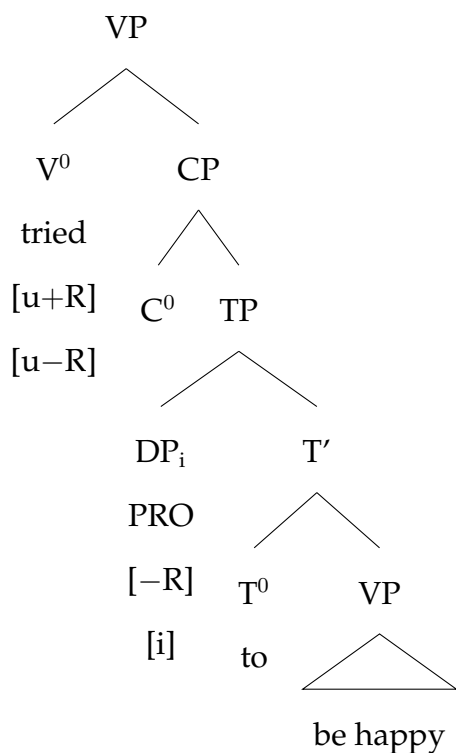 VP
V⁰ CP
tried
[u+R] C⁰ TP
[u−R]
DPᵢ T′
PRO
[−R] T⁰ VP
[i] to
be happy